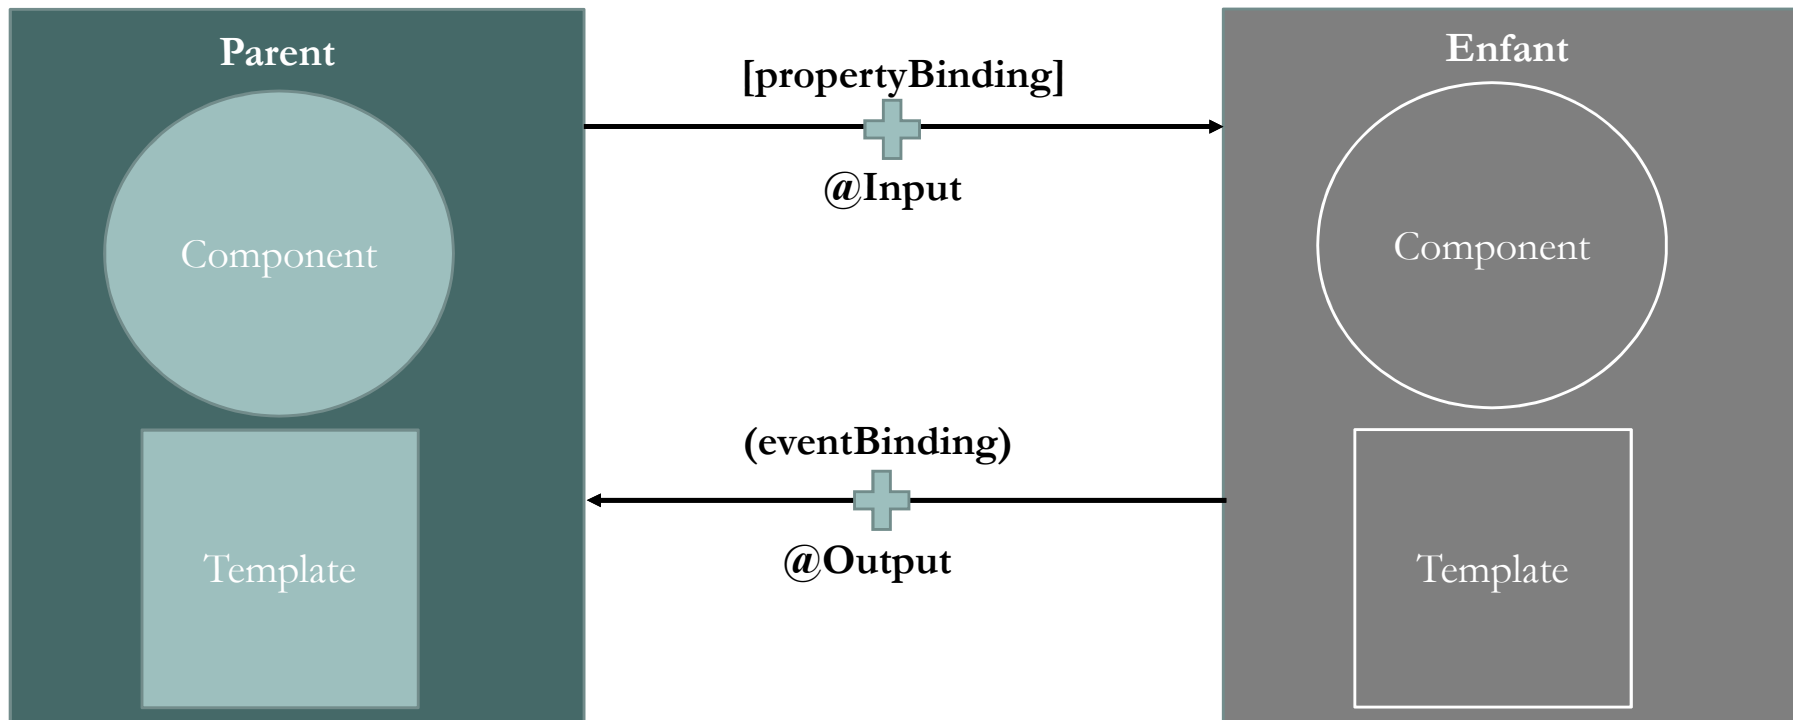 Parent
Component
Template
[propertyBinding]
@Input
(eventBinding)
@Output
Enfant
Component
Template